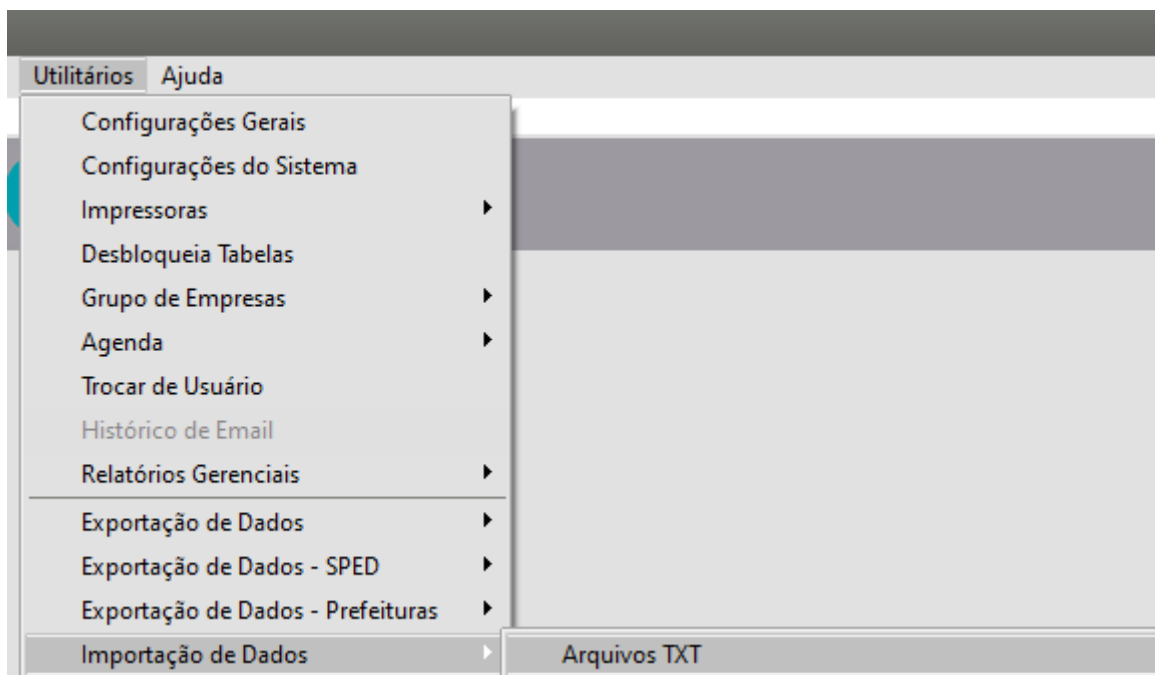 Utilitários Ajuda
Configurações Gerais
Configurações do Sistema
Impressoras
Desbloqueia Tabelas
Grupo de Empresas
Agenda
Trocar de Usuário
Histórico de Email
Relatórios Gerenciais
Exportação de Dados
Exportação de Dados - SPED
Exportação de Dados - Prefeituras
Importação de Dados Arquivos TXT